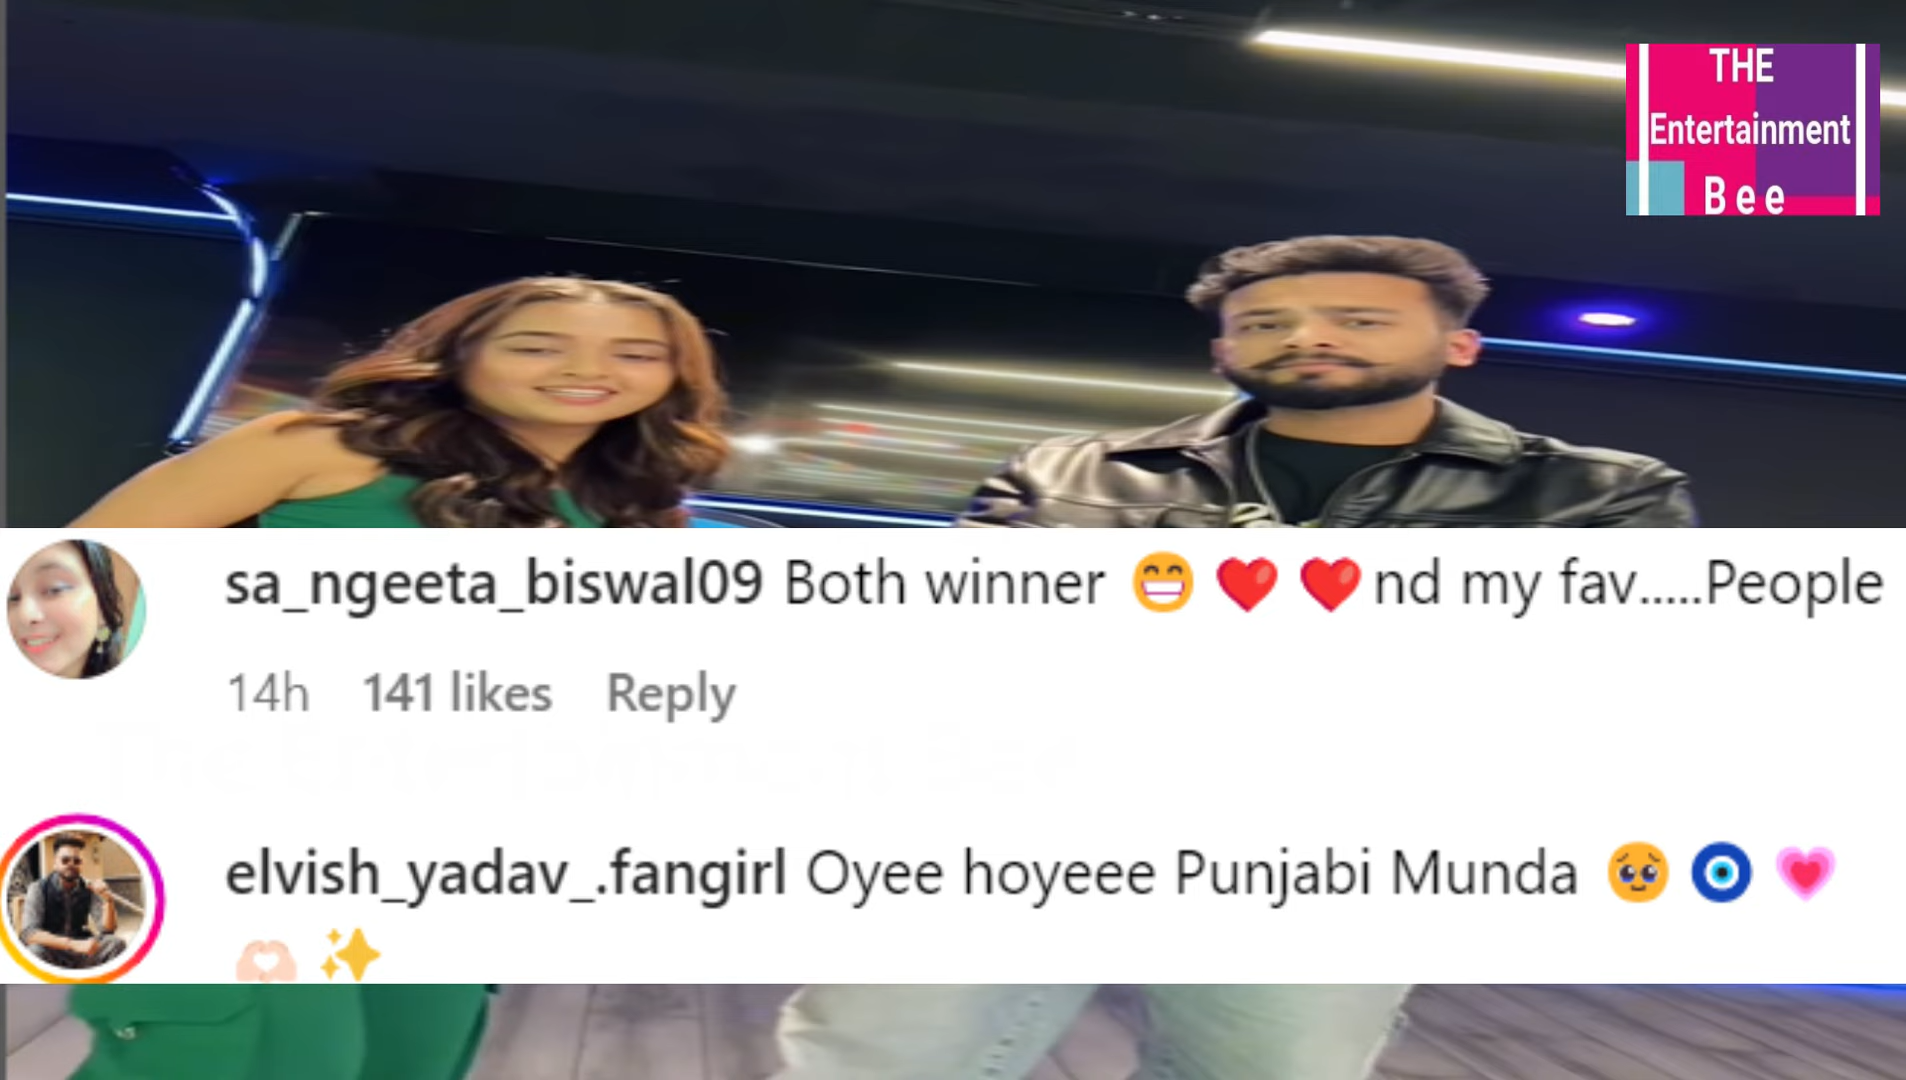 THE
Entertainment
Bee
sa_ngeeta_biswal09 Both winner 😁 ❤️ ❤️ nd my fav.....People
14h 141 likes Reply
elvish_yadav_.fangirl Oyee hoyeee Punjabi Munda 🥹 🧿 💗
🫶🏻 ✨